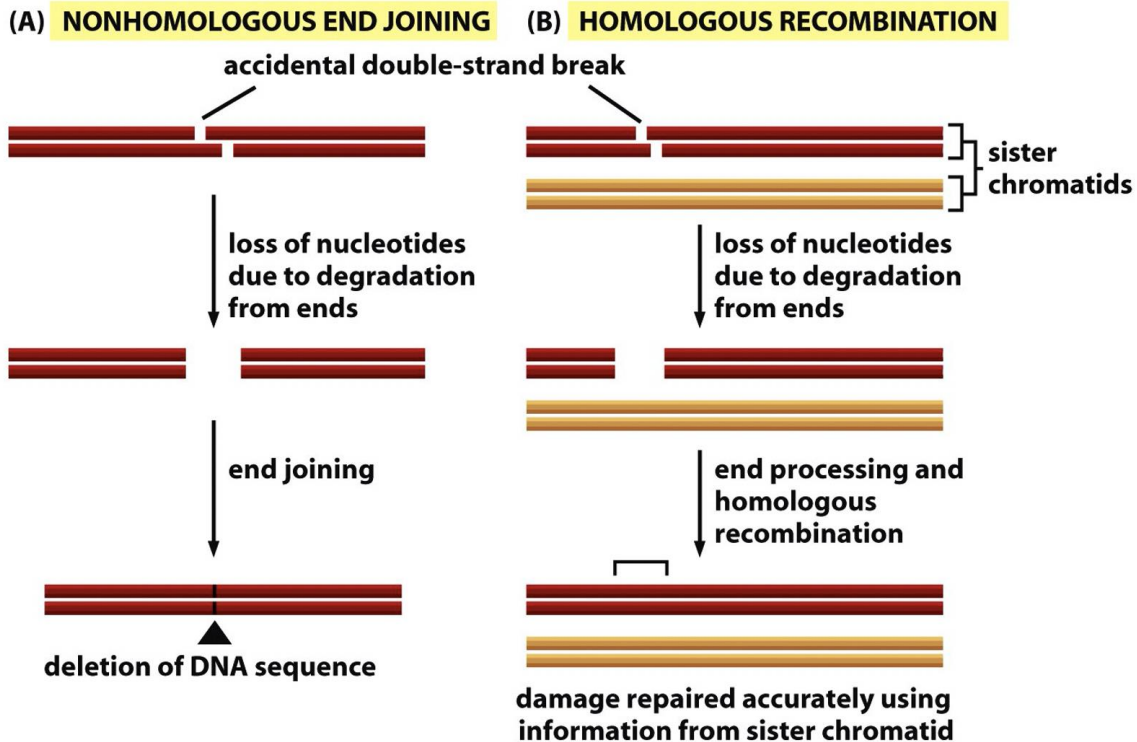 (A) NONHOMOLOGOUS END JOINING
(B) HOMOLOGOUS RECOMBINATION
accidental double-strand break
sister
chromatids
loss of nucleotides
due to degradation
from ends
loss of nucleotides
due to degradation
from ends
end joining
end processing and
homologous
recombination
deletion of DNA sequence
damage repaired accurately using
information from sister chromatid